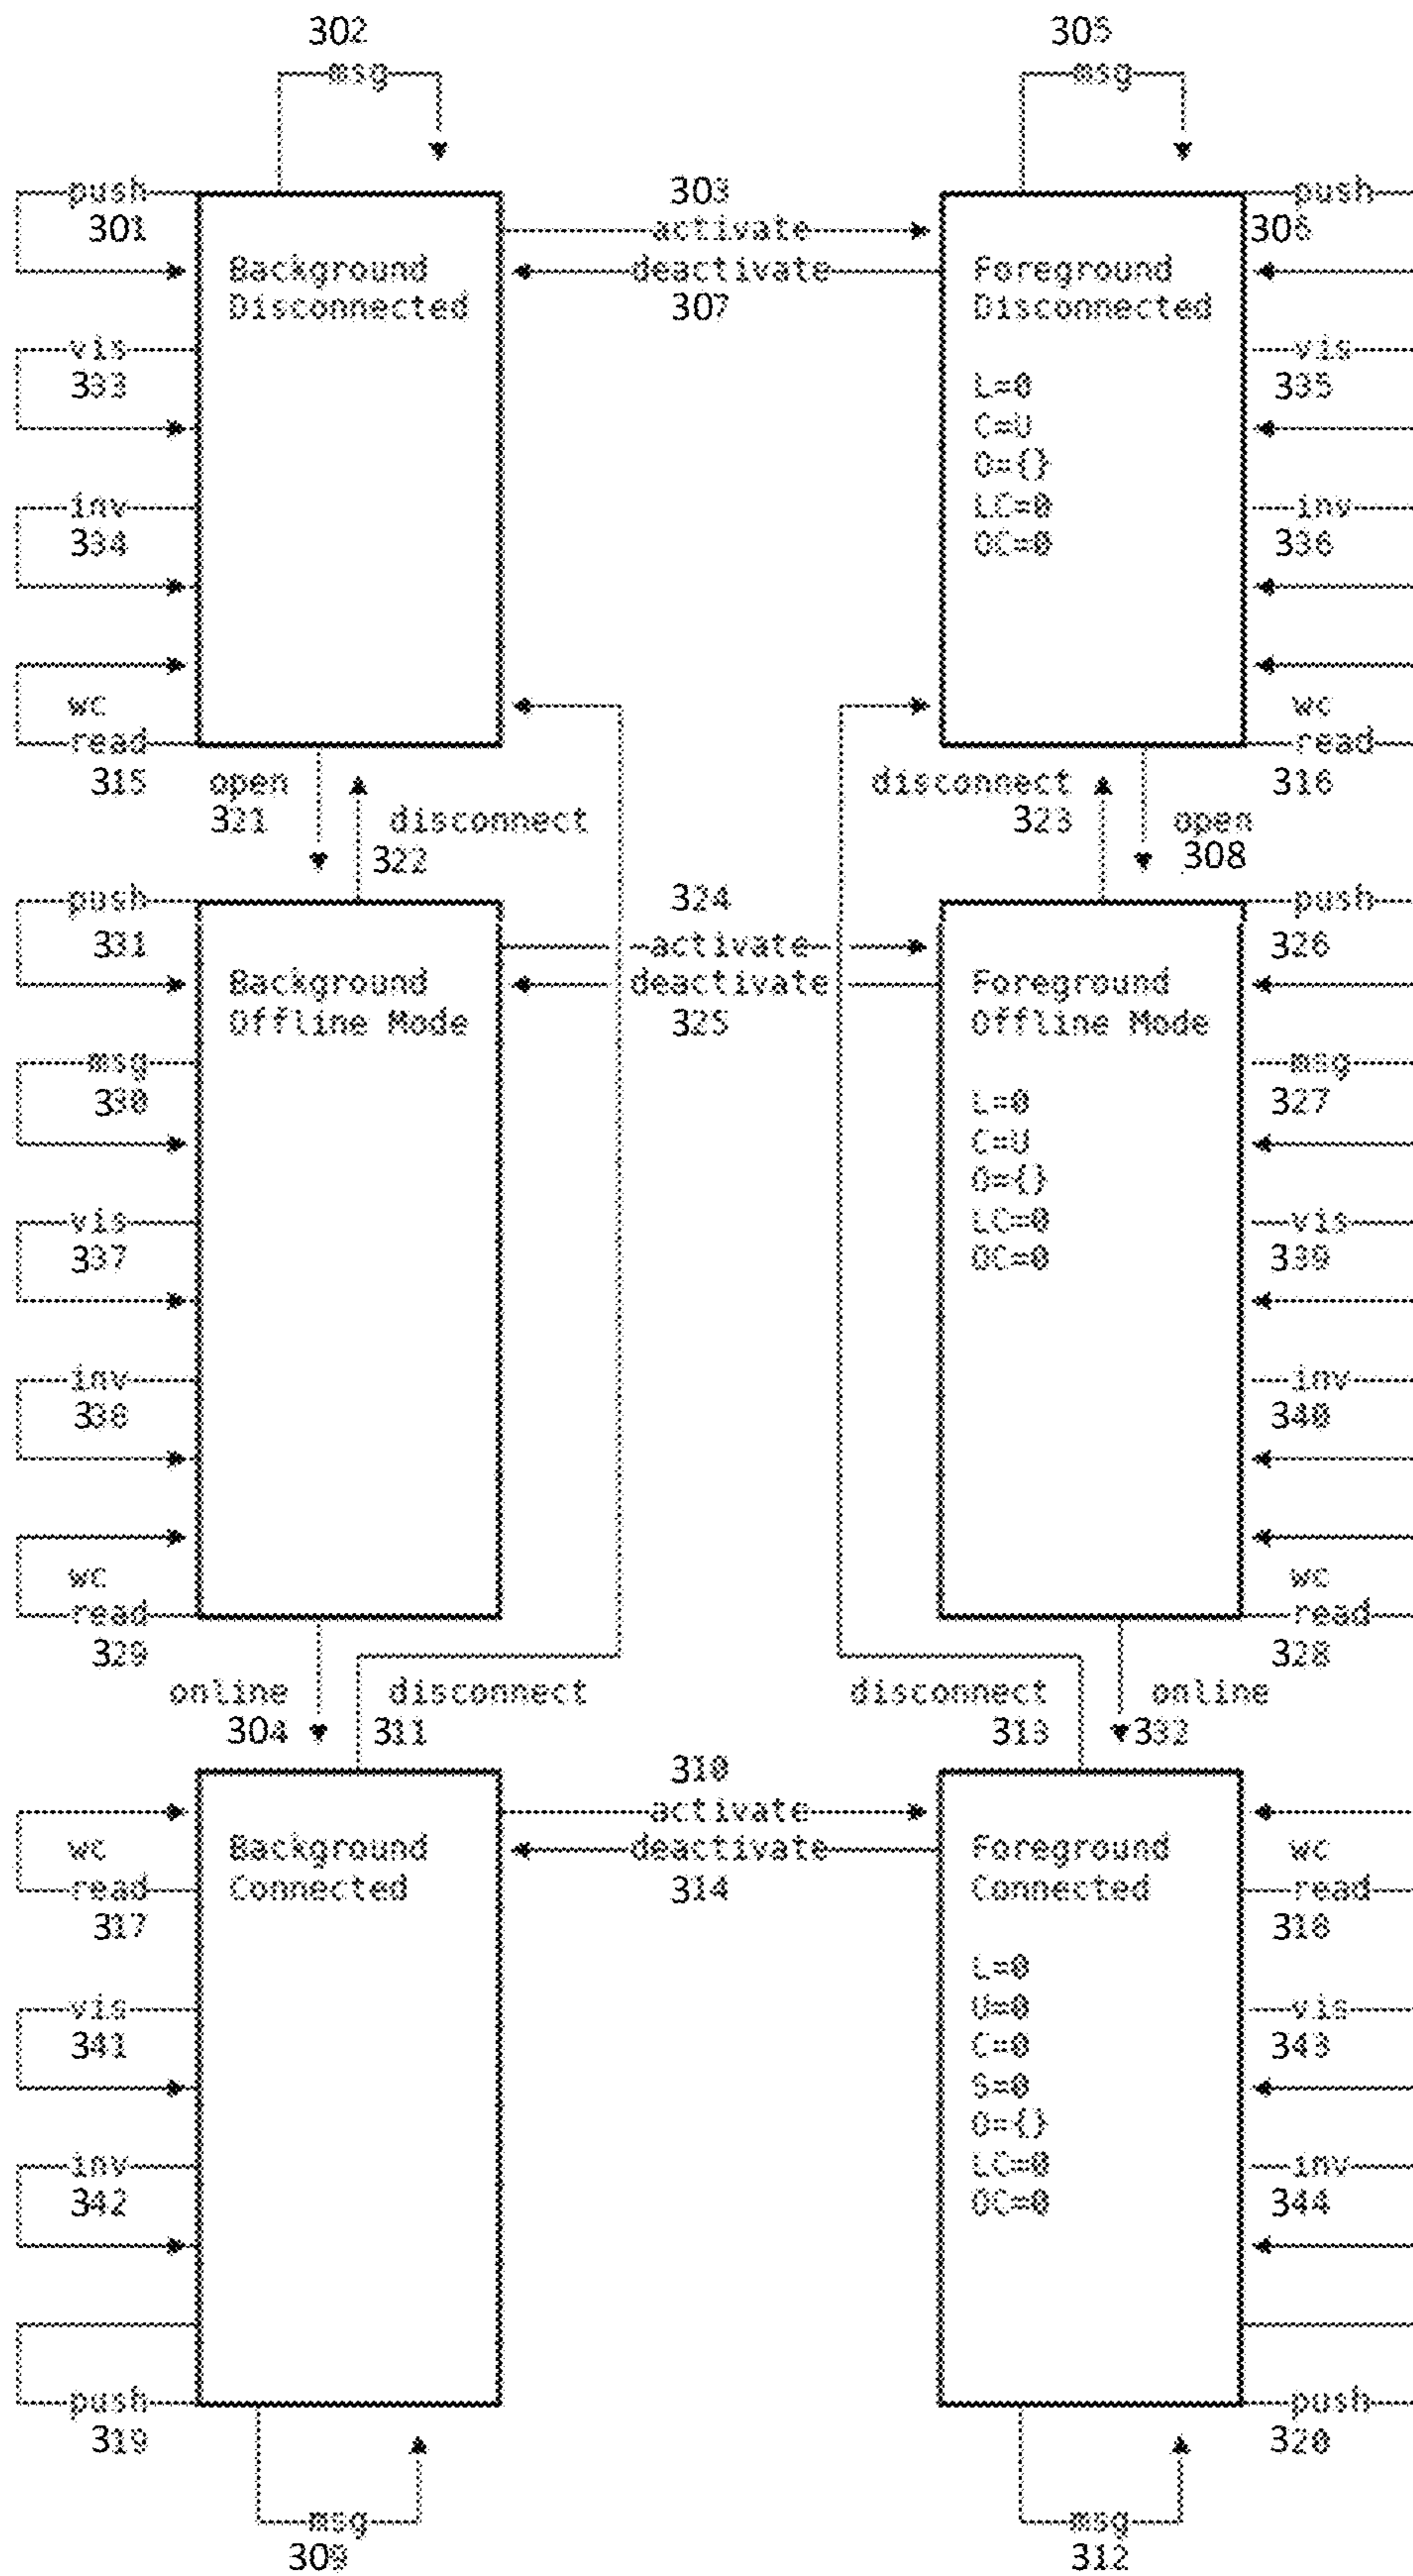 302
305
msg
msg
push
303
push
301
activate
306
Background
deactivate
Foreground
Disconnected
307
Disconnected
vis
vis
333
L=0
335
C=U
O={}
inv
LC=0
inv
334
OC=0
336
wc
wc
read
read
315
open
disconnect
316
321
disconnect
323
open
322
308
push
324
push
331
activate
326
Background
deactivate
Foreground
Offline Mode
325
Offline Mode
msg
msg
330
L=0
327
C=U
O={}
vis
LC=0
vis
337
OC=0
339
inv
inv
338
340
wc
wc
read
read
329
328
online
disconnect
disconnect
online
304
311
313
332
310
activate
wc
Background
deactivate
Foreground
wc
read
Connected
314
Connected
read
317
318
L=0
vis
U=0
vis
341
C=0
343
S=0
O={}
inv
LC=0
inv
342
OC=0
344
push
push
319
320
msg
msg
309
312